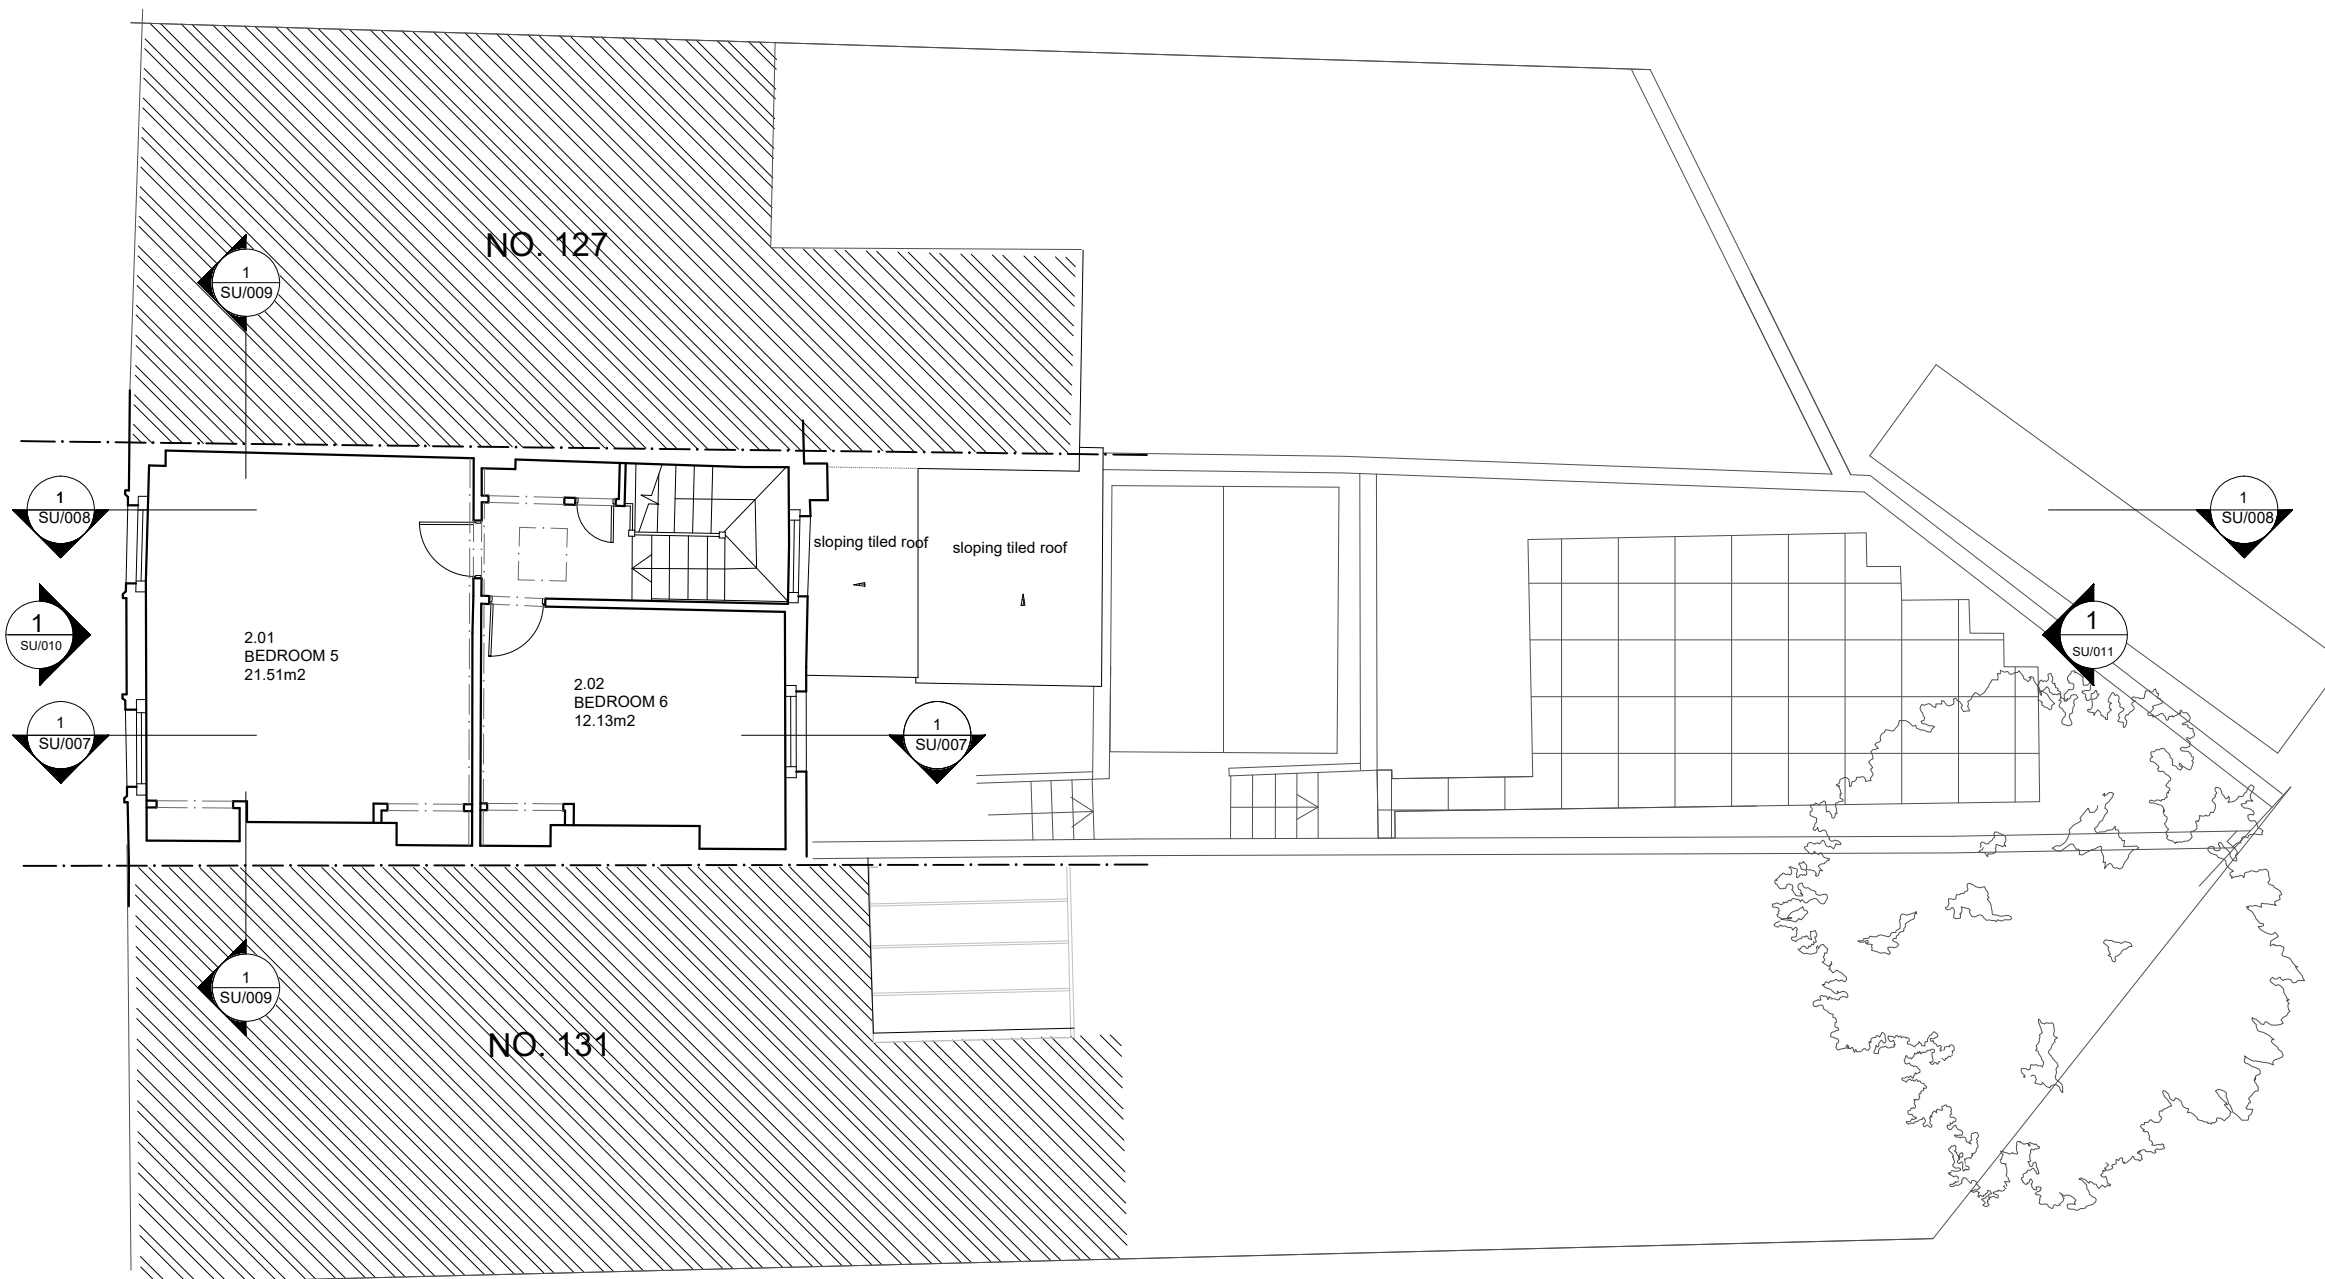 NO. 127
1
SU/009
1
SU/008
1
SU/008
sloping tiled roof
sloping tiled roof
1
SU/010
2.01
BEDROOM 5
21.51m2
1
SU/011
2.02
BEDROOM 6
12.13m2
1
SU/007
1
SU/007
1
SU/009
NO. 131